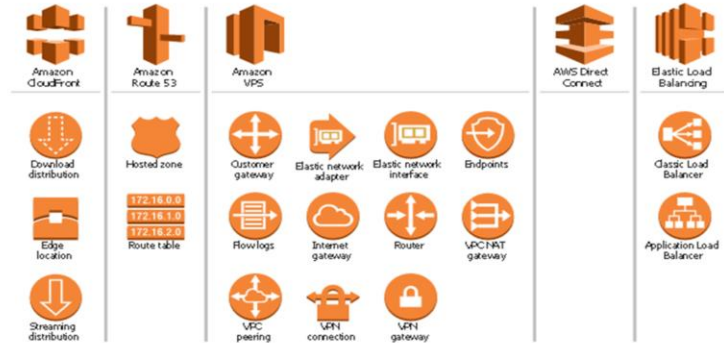 Amazon
CloudFront
Amazon
Route 53
Amazon
VPS
AWS Direct
Connect
Elastic Load
Balancing
Download
distribution
Hosted zone
Customer
gateway
Elastic network
adapter
Elastic network
interface
Endpoints
Classic Load
Balancer
Edge
location
172.16.0.0
172.16.1.0
172.16.2.0
Route table
Flow logs
Internet
gateway
Router
VPC NAT
gateway
Application Load
Balancer
Streaming
distribution
VPC
peering
VPN
connection
VPN
gateway